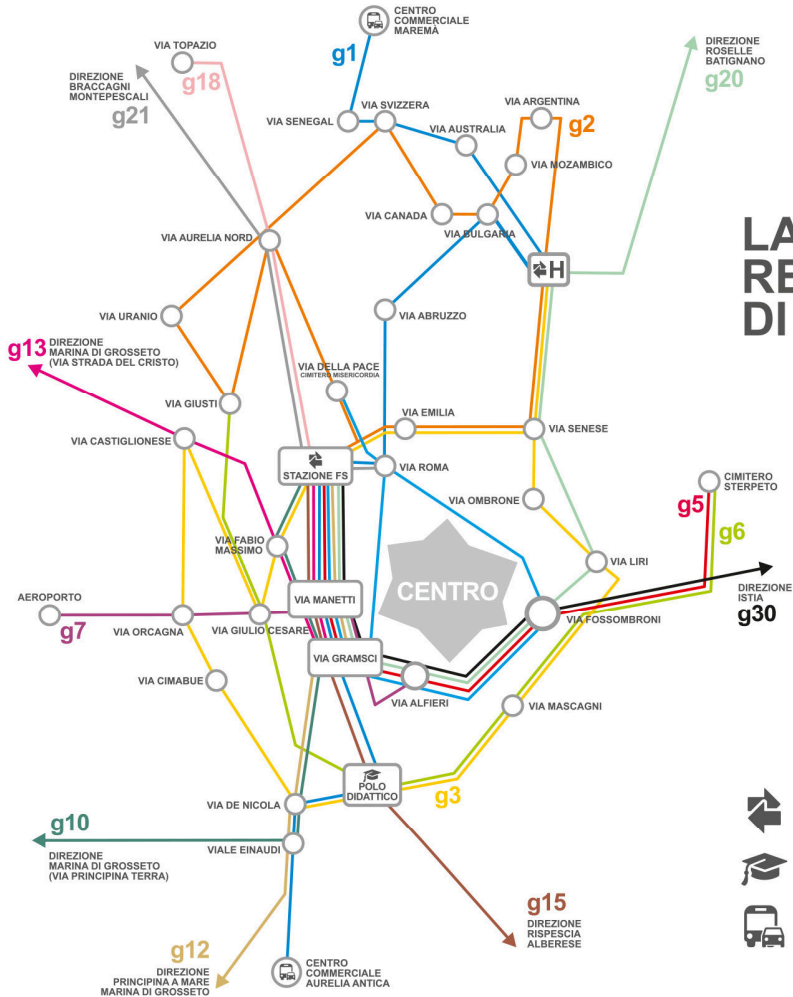 CENTRO
COMMERCIALE
MAREMÀ
g1
VIA TOPAZIO
g18
DIREZIONE
BRACCAGNI
MONTEPESCALI
g21
DIREZIONE
ROSELLE
BATIGNANO
g20
VIA SVIZZERA
VIA SENEGAL
VIA AUSTRALIA
VIA ARGENTINA
g2
VIA MOZAMBICO
VIA CANADA
VIA BULGARIA
VIA AURELIA NORD
H
LA
RE
DI
VIA URANIO
VIA ABRUZZO
g13
DIREZIONE
MARINA DI GROSSETO
(VIA STRADA DEL CRISTO)
VIA DELLA PACE
CIMITERO MISERICORDIA
VIA GIUSTI
VIA EMILIA
VIA SENESE
VIA CASTIGLIONESE
STAZIONE FS
VIA ROMA
CIMITERO
STERPETO
VIA OMBRONE
g5
g6
VIA FABIO
MASSIMO
VIA LIRI
CENTRO
VIA MANETTI
DIREZIONE
ISTIA
g30
AEROPORTO
g7
VIA ORCAGNA
VIA GIULIO CESARE
VIA FOSSOMBRONI
VIA GRAMSCI
VIA CIMABUE
VIA ALFIERI
VIA MASCAGNI
POLO
DIDATTICO
g3
VIA DE NICOLA
g10
VIALE EINAUDI
DIREZIONE
MARINA DI GROSSETO
(VIA PRINCIPINA TERRA)
g15
DIREZIONE
RISPESCIA
ALBERESE
g12
DIREZIONE
PRINCIPINA A MARE
MARINA DI GROSSETO
CENTRO
COMMERCIALE
AURELIA ANTICA